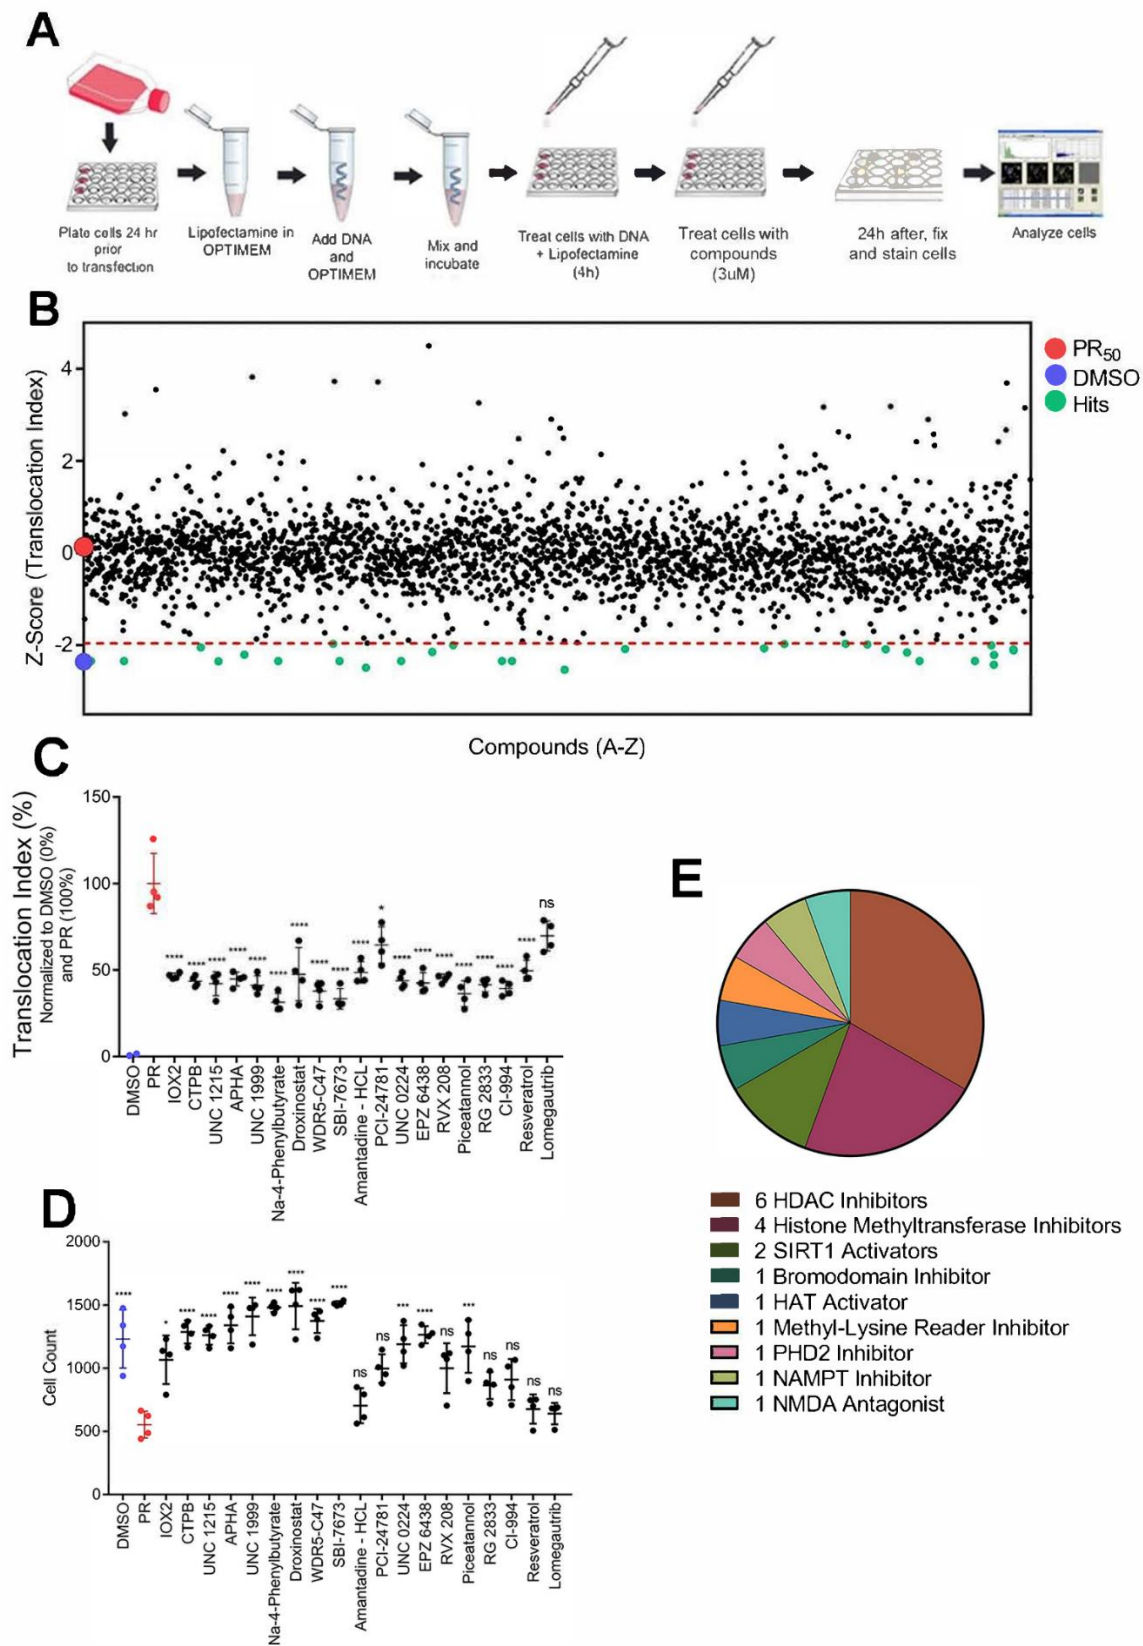 A
Plate cells 24 hr
prior
to transfection
Lipofectamine in
OPTIMEM
Add DNA
and
OPTIMEM
Mix and
incubate
Treat cells with DNA
+ Lipofectamine
(4h)
Treat cells with
compounds
(3uM)
24h after, fix
and stain cells
Analyze cells
B
Z-Score (Translocation Index)
4
2
0
-2
PR50
DMSO
Hits
Compounds (A-Z)
C
Translocation Index (%)
Normalized to DMSO (0%)
and PR (100%)
150
100
50
0
****
****
****
****
****
****
****
****
****
****
*
****
****
****
****
****
****
****
ns
DMSO
PR
IOX2
CTPB
UNC 1215
APHA
UNC 1999
Na-4-Phenylbutyrate
Droxinostat
WDR5-C47
SBI-7673
Amantadine - HCL
PCI-24781
UNC 0224
EPZ 6438
RVX 208
Piceatannol
RG 2833
CI-994
Resveratrol
Lomegautrib
D
Cell Count
2000
1500
1000
500
0
****
*
****
****
****
****
****
****
****
****
ns
ns
***
****
ns
***
ns
ns
ns
ns
DMSO
PR
IOX2
CTPB
UNC 1215
APHA
UNC 1999
Na-4-Phenylbutyrate
Droxinostat
WDR5-C47
SBI-7673
Amantadine - HCL
PCI-24781
UNC 0224
EPZ 6438
RVX 208
Piceatannol
RG 2833
CI-994
Resveratrol
Lomegautrib
E
6 HDAC Inhibitors
4 Histone Methyltransferase Inhibitors
2 SIRT1 Activators
1 Bromodomain Inhibitor
1 HAT Activator
1 Methyl-Lysine Reader Inhibitor
1 PHD2 Inhibitor
1 NAMPT Inhibitor
1 NMDA Antagonist